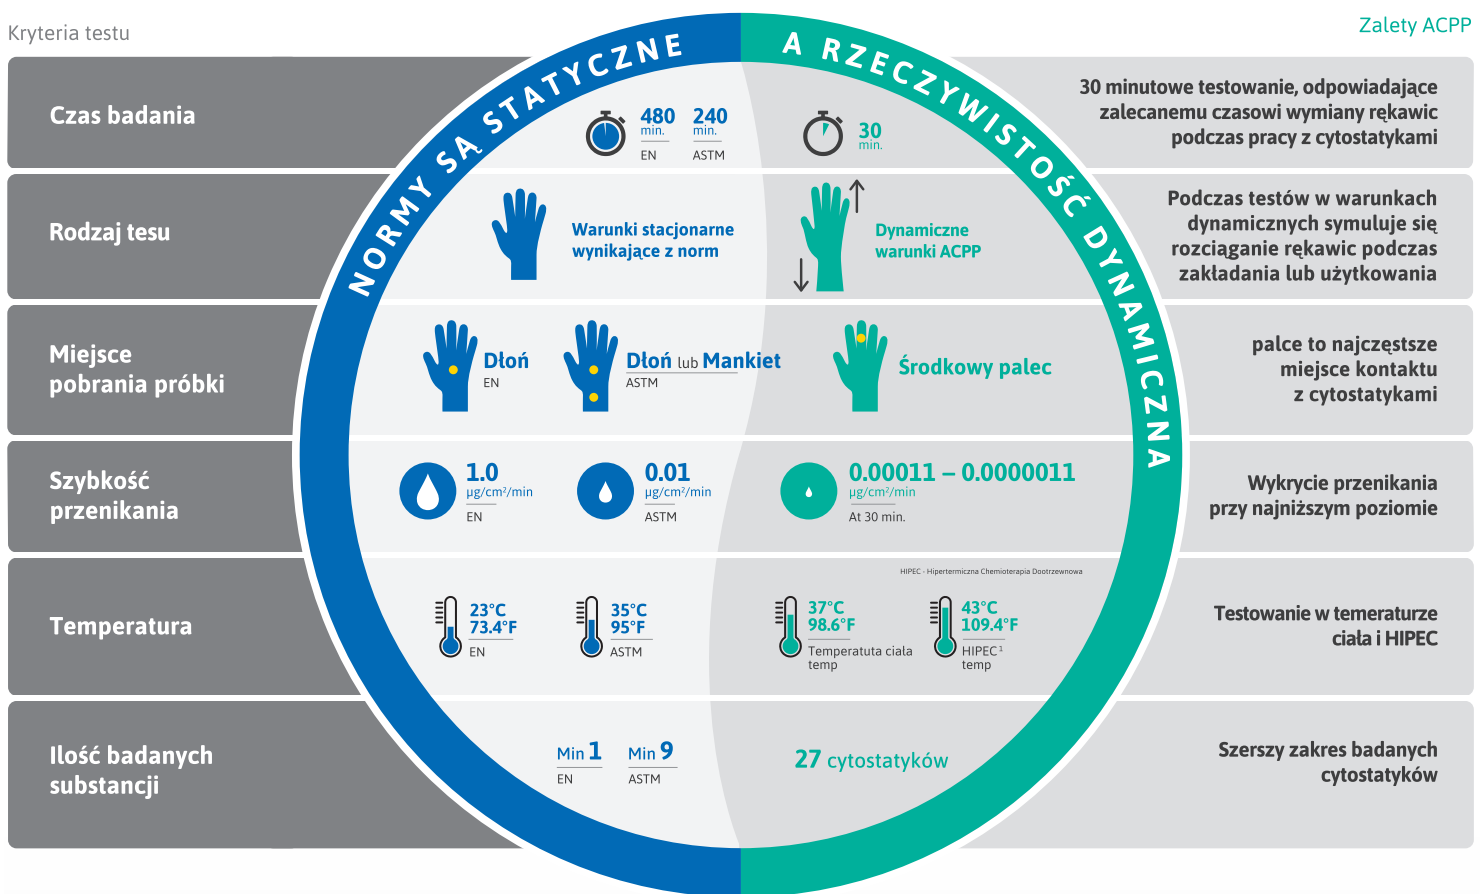 Kryteria testu
Zalety ACPP
NORMY SĄ STATYCZNE
A RZECZYWISTOŚĆ DYNAMICZNA
Czas badania
480 240
min. min.
EN ASTM
30
min.
30 minutowe testowanie, odpowiadające
zalecanemu czasowi wymiany rękawic
podczas pracy z cytostatykami
Rodzaj tesu
Warunki stacjonarne
wynikające z norm
Dynamiczne
warunki ACPP
Podczas testów w warunkach
dynamicznych symuluje się
rozciąganie rękawic podczas
zakładania lub użytkowania
Miejsce
pobrania próbki
Dłoń
EN
Dłoń lub Mankiet
ASTM
Środkowy palec
palce to najczęstsze
miejsce kontaktu
z cytostatykami
Szybkość
przenikania
1.0
µg/cm²/min
EN
0.01
µg/cm²/min
ASTM
0.00011 – 0.0000011
µg/cm²/min
At 30 min.
Wykrycie przenikania
przy najniższym poziomie
Temperatura
23°C
73.4°F
EN
35°C
95°F
ASTM
HIPEC - Hipertermiczna Chemioterapia Dootrzewnowa
37°C
98.6°F
Temperatuta ciała
temp
43°C
109.4°F
HIPEC¹
temp
Testowanie w temeraturze
ciała i HIPEC
Ilość badanych
substancji
Min 1
EN
Min 9
ASTM
27 cytostatyków
Szerszy zakres badanych
cytostatyków